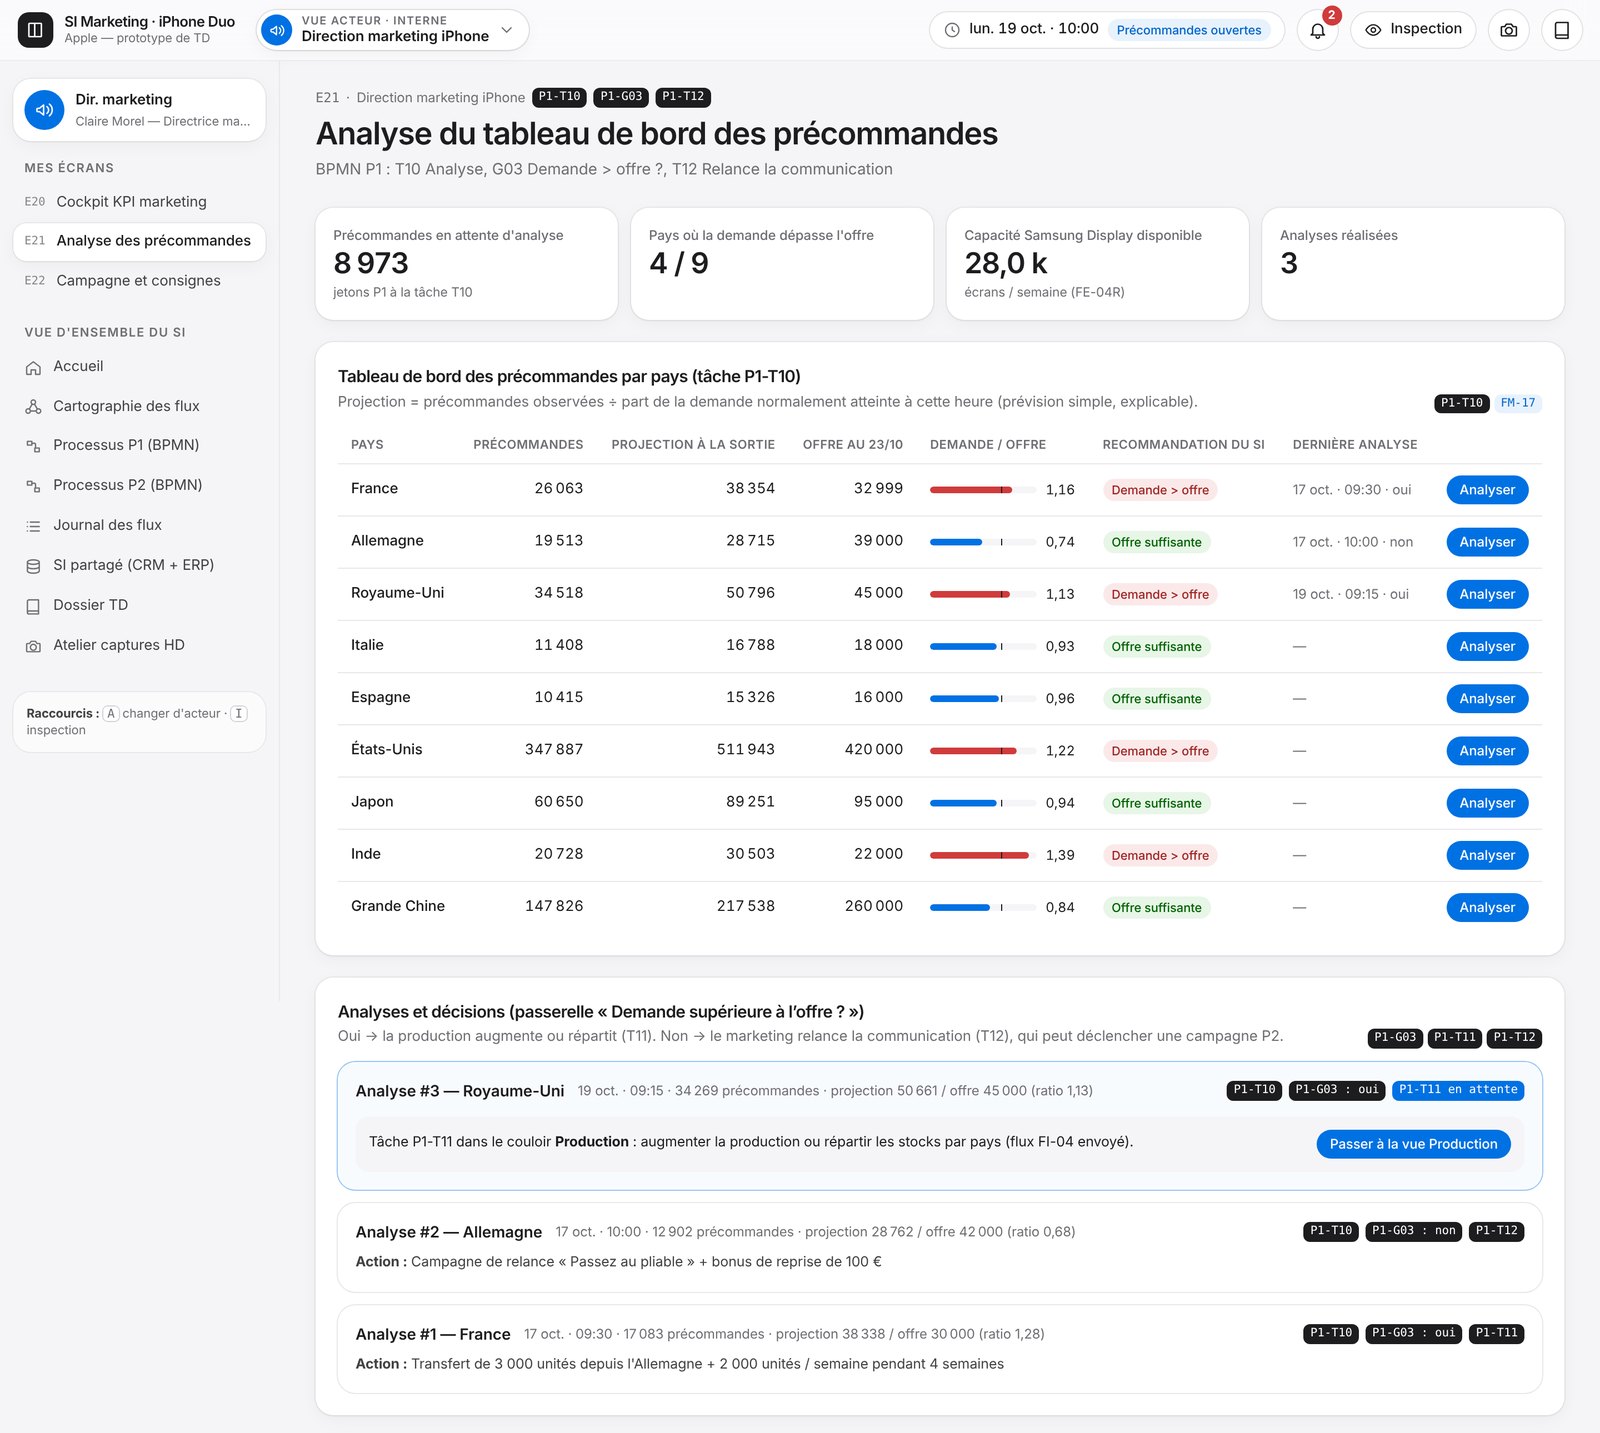 SI Marketing · iPhone Duo
Apple — prototype de TD
VUE ACTEUR · INTERNE
Direction marketing iPhone
lun. 19 oct. · 10:00 Précommandes ouvertes
2
Inspection
Dir. marketing
Claire Morel — Directrice ma...
MES ÉCRANS
E20 Cockpit KPI marketing
E21 Analyse des précommandes
E22 Campagne et consignes
VUE D'ENSEMBLE DU SI
Accueil
Cartographie des flux
Processus P1 (BPMN)
Processus P2 (BPMN)
Journal des flux
SI partagé (CRM + ERP)
Dossier TD
Atelier captures HD
Raccourcis : A changer d'acteur · I
inspection
E21 · Direction marketing iPhone P1-T10 P1-G03 P1-T12
Analyse du tableau de bord des précommandes
BPMN P1 : T10 Analyse, G03 Demande > offre ?, T12 Relance la communication
Précommandes en attente d'analyse
8 973
jetons P1 à la tâche T10
Pays où la demande dépasse l'offre
4 / 9
Capacité Samsung Display disponible
28,0 k
écrans / semaine (FE-04R)
Analyses réalisées
3
Tableau de bord des précommandes par pays (tâche P1-T10)
Projection = précommandes observées ÷ part de la demande normalement atteinte à cette heure (prévision simple, explicable). P1-T10 FM-17
PAYS PRÉCOMMANDES PROJECTION À LA SORTIE OFFRE AU 23/10 DEMANDE / OFFRE RECOMMANDATION DU SI DERNIÈRE ANALYSE
France 26 063 38 354 32 999 1,16 Demande > offre 17 oct. · 09:30 · oui Analyser
Allemagne 19 513 28 715 39 000 0,74 Offre suffisante 17 oct. · 10:00 · non Analyser
Royaume-Uni 34 518 50 796 45 000 1,13 Demande > offre 19 oct. · 09:15 · oui Analyser
Italie 11 408 16 788 18 000 0,93 Offre suffisante — Analyser
Espagne 10 415 15 326 16 000 0,96 Offre suffisante — Analyser
États-Unis 347 887 511 943 420 000 1,22 Demande > offre — Analyser
Japon 60 650 89 251 95 000 0,94 Offre suffisante — Analyser
Inde 20 728 30 503 22 000 1,39 Demande > offre — Analyser
Grande Chine 147 826 217 538 260 000 0,84 Offre suffisante — Analyser
Analyses et décisions (passerelle « Demande supérieure à l'offre ? »)
Oui → la production augmente ou répartit (T11). Non → le marketing relance la communication (T12), qui peut déclencher une campagne P2. P1-G03 P1-T11 P1-T12
Analyse #3 — Royaume-Uni 19 oct. · 09:15 · 34 269 précommandes · projection 50 661 / offre 45 000 (ratio 1,13) P1-T10 P1-G03 : oui P1-T11 en attente
Tâche P1-T11 dans le couloir Production : augmenter la production ou répartir les stocks par pays (flux FI-04 envoyé). Passer à la vue Production
Analyse #2 — Allemagne 17 oct. · 10:00 · 12 902 précommandes · projection 28 762 / offre 42 000 (ratio 0,68) P1-T10 P1-G03 : non P1-T12
Action : Campagne de relance « Passez au pliable » + bonus de reprise de 100 €
Analyse #1 — France 17 oct. · 09:30 · 17 083 précommandes · projection 38 338 / offre 30 000 (ratio 1,28) P1-T10 P1-G03 : oui P1-T11
Action : Transfert de 3 000 unités depuis l'Allemagne + 2 000 unités / semaine pendant 4 semaines